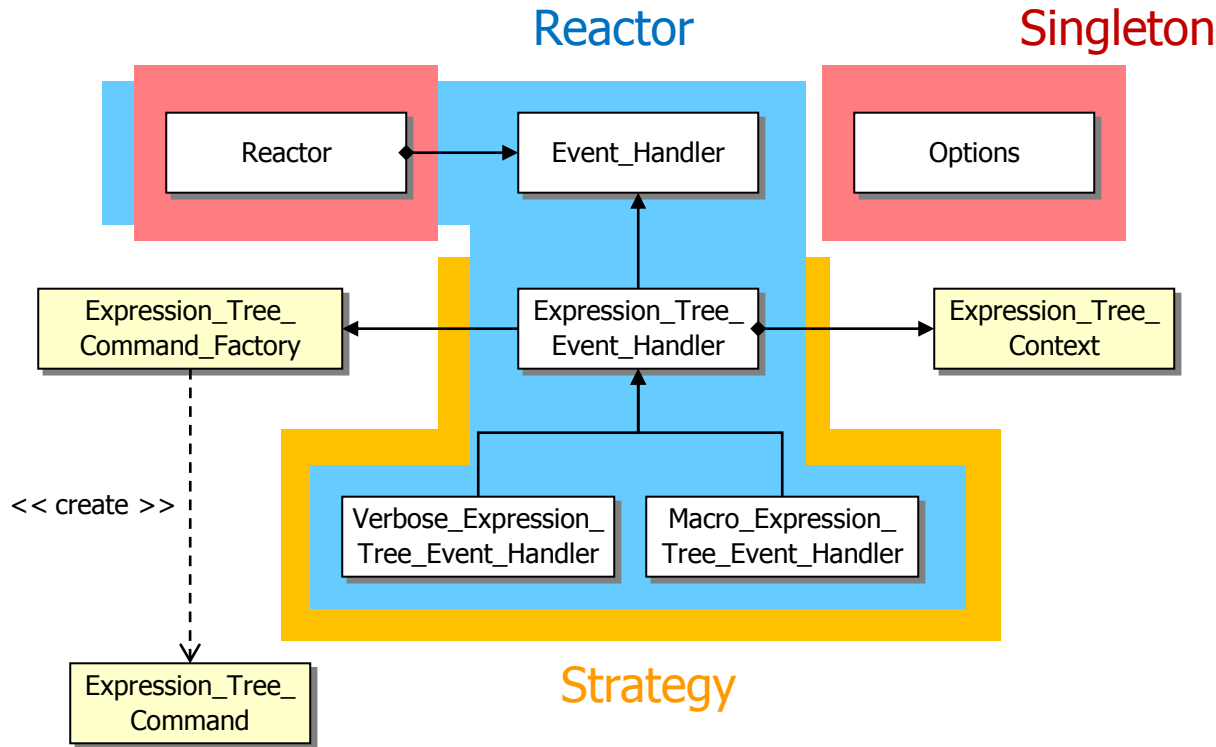 Reactor
Singleton
Reactor
Event_Handler
Options
Expression_Tree_
Command_Factory
Expression_Tree_
Event_Handler
Expression_Tree_
Context
<< create >>
Verbose_Expression_
Tree_Event_Handler
Macro_Expression_
Tree_Event_Handler
Expression_Tree_
Command
Strategy